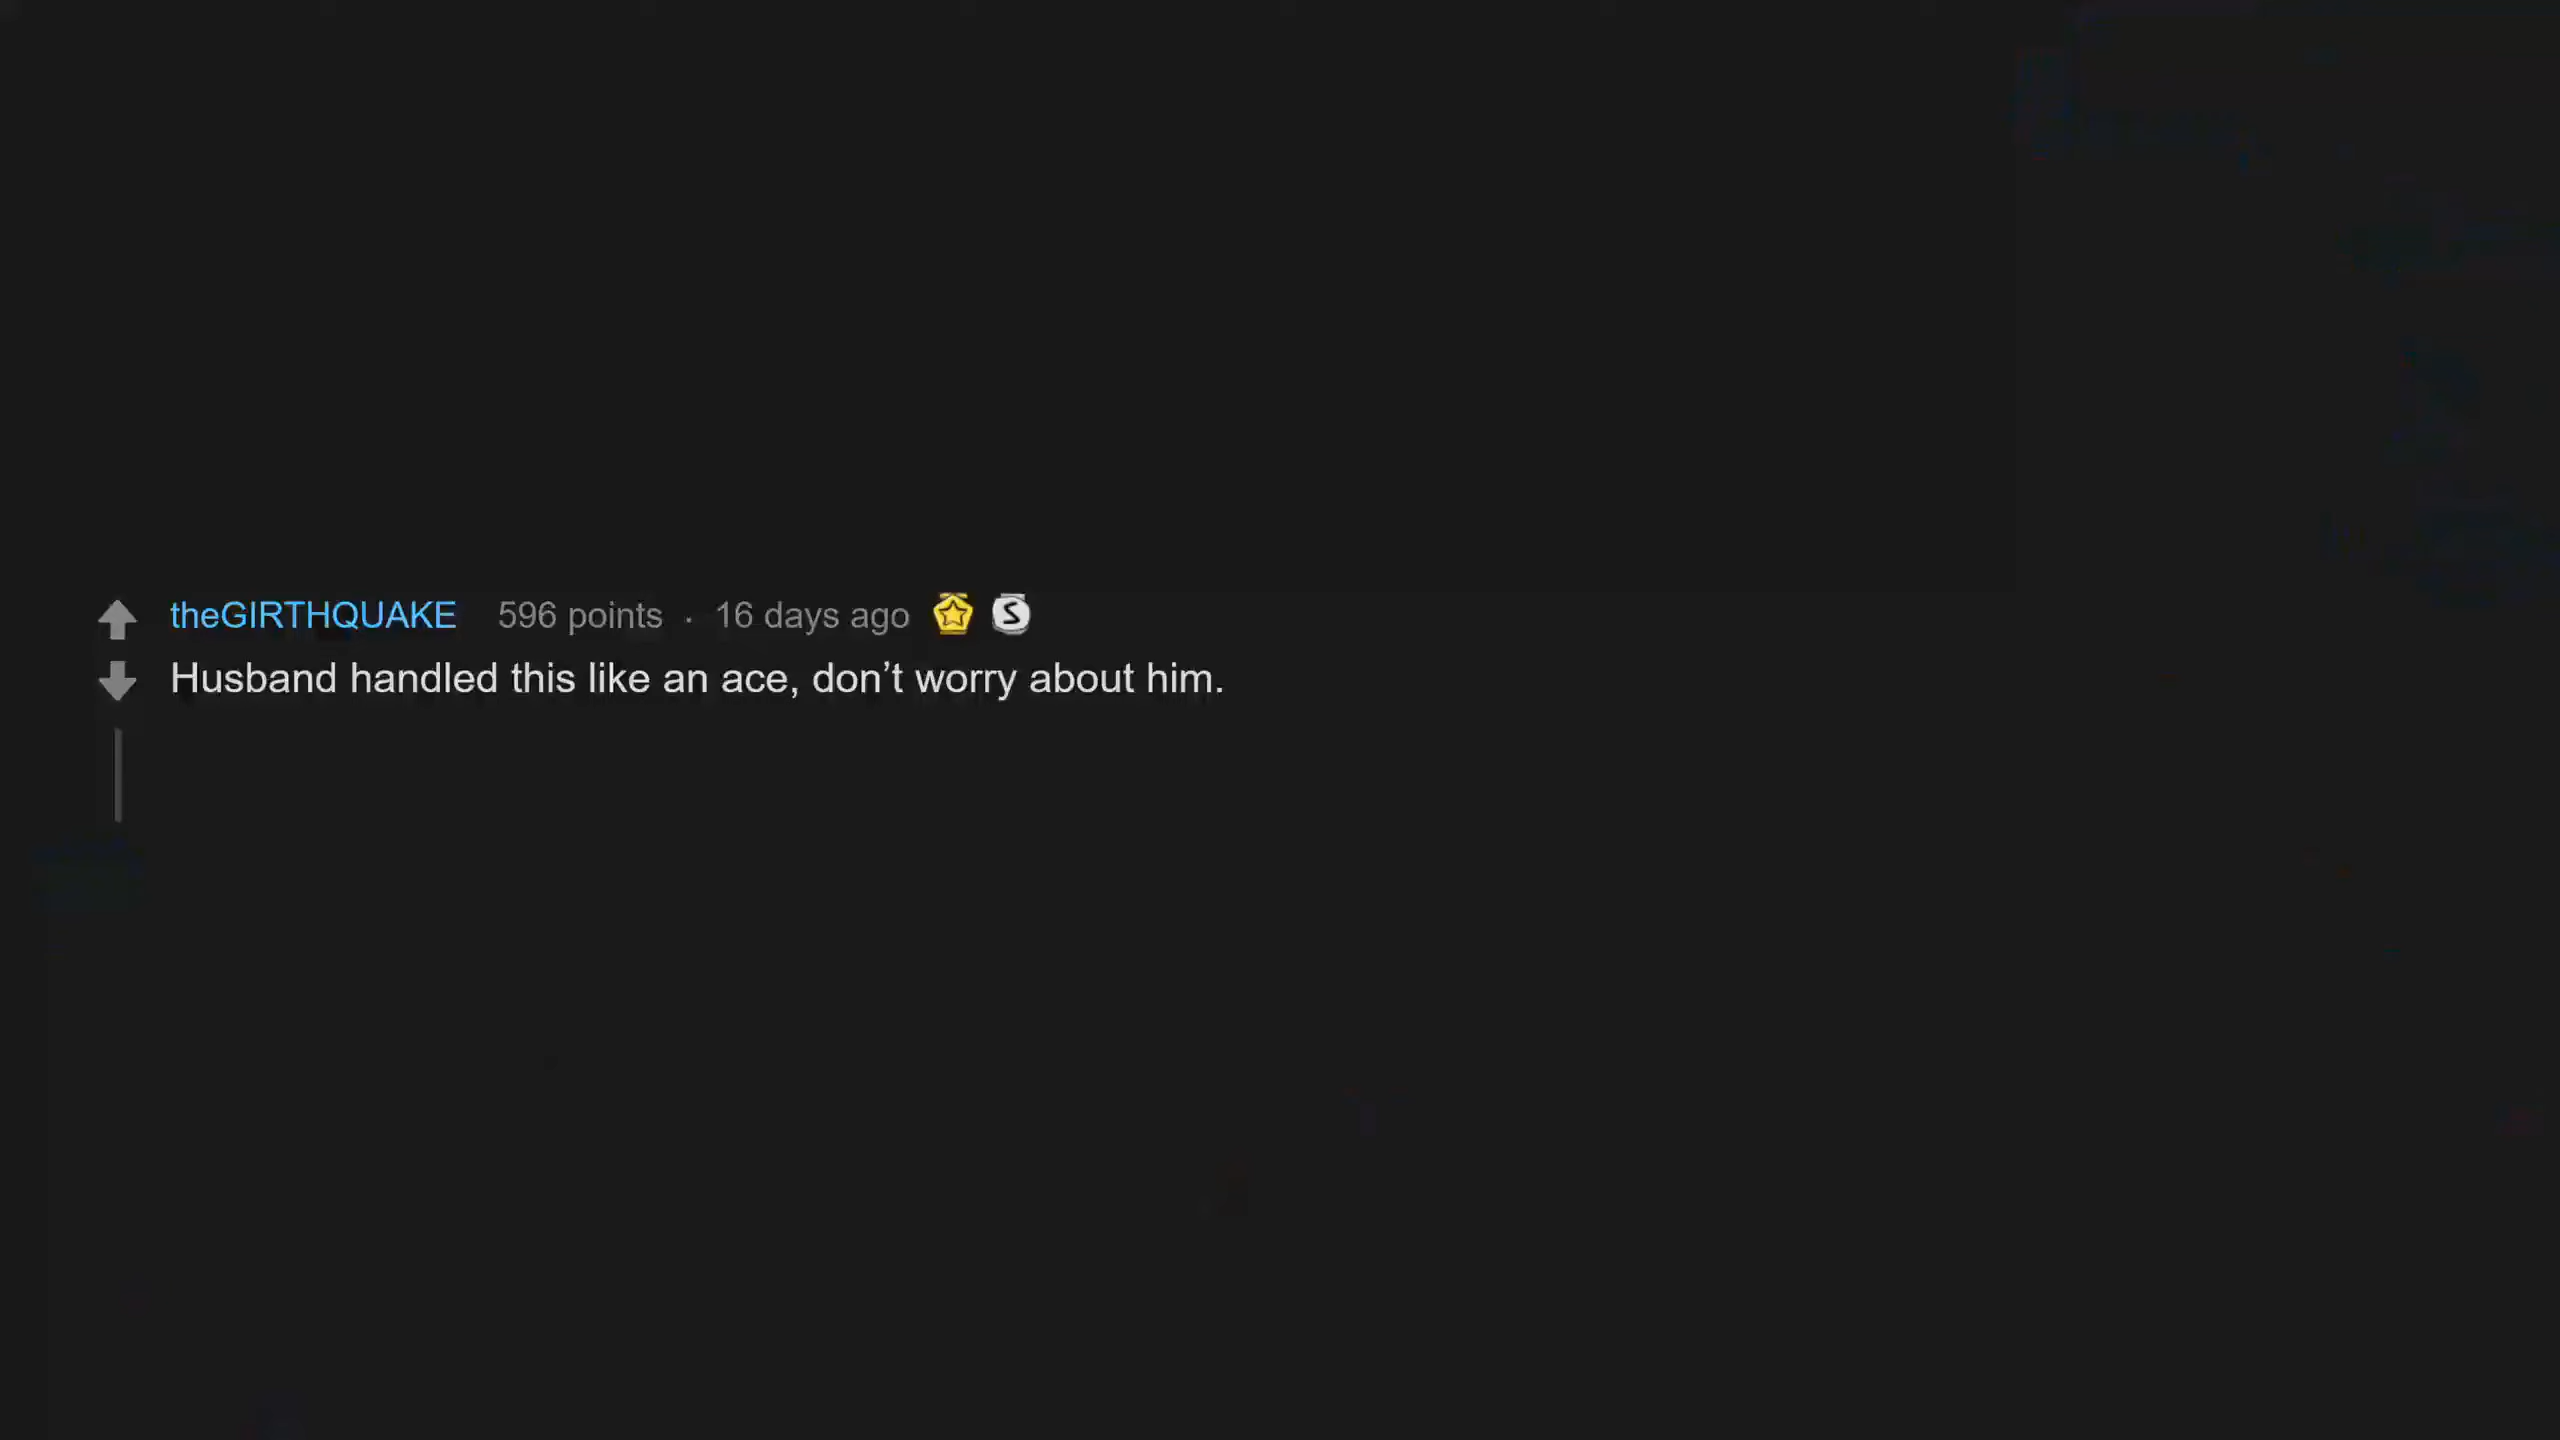 theGIRTHQUAKE 596 points · 16 days ago S
Husband handled this like an ace, don’t worry about him.